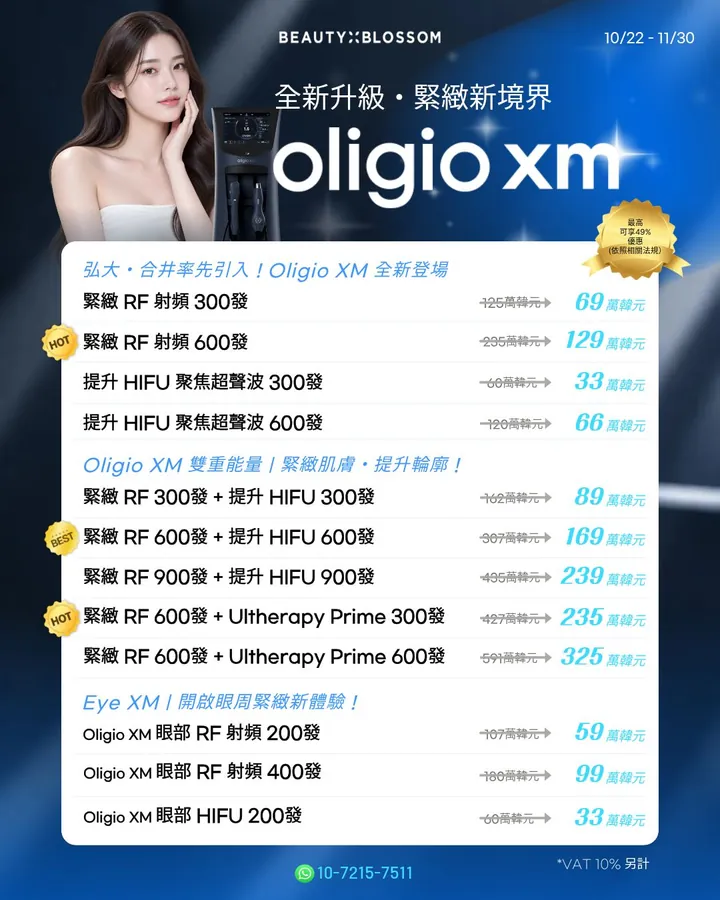 BEAUTY BLOSSOM
10/22 - 11/30
全新升級・緊緻新境界
oligio xm
最高
可享49%
優惠
(依照相關法規)
弘大・合井率先引入！Oligio XM 全新登場
緊緻 RF 射頻 300發 125萬韓元 69 萬韓元
HOT 緊緻 RF 射頻 600發 235萬韓元 129 萬韓元
提升 HIFU 聚焦超聲波 300發 60萬韓元 33 萬韓元
提升 HIFU 聚焦超聲波 600發 120萬韓元 66 萬韓元
Oligio XM 雙重能量 | 緊緻肌膚・提升輪廓！
緊緻 RF 300發 + 提升 HIFU 300發 162萬韓元 89 萬韓元
BEST 緊緻 RF 600發 + 提升 HIFU 600發 307萬韓元 169 萬韓元
緊緻 RF 900發 + 提升 HIFU 900發 435萬韓元 239 萬韓元
HOT 緊緻 RF 600發 + Ultherapy Prime 300發 427萬韓元 235 萬韓元
緊緻 RF 600發 + Ultherapy Prime 600發 591萬韓元 325 萬韓元
Eye XM | 開啟眼周緊緻新體驗！
Oligio XM 眼部 RF 射頻 200發 107萬韓元 59 萬韓元
Oligio XM 眼部 RF 射頻 400發 180萬韓元 99 萬韓元
Oligio XM 眼部 HIFU 200發 60萬韓元 33 萬韓元
*VAT 10% 另計
10-7215-7511